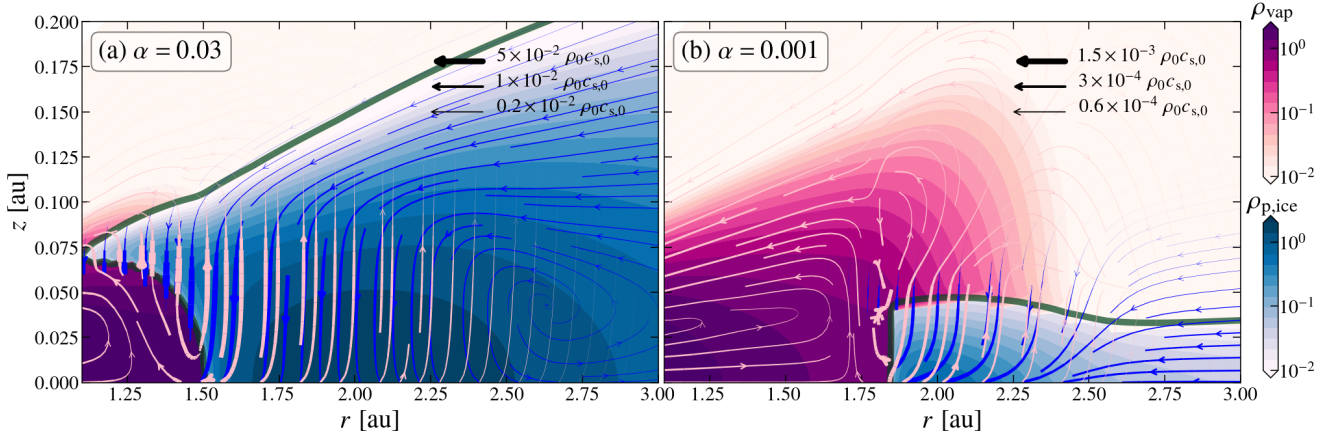 (a) α = 0.03
5×10⁻² ρ₀cₛ,₀
1×10⁻² ρ₀cₛ,₀
0.2×10⁻² ρ₀cₛ,₀
(b) α = 0.001
1.5×10⁻³ ρ₀cₛ,₀
3×10⁻⁴ ρ₀cₛ,₀
0.6×10⁻⁴ ρ₀cₛ,₀
z [au]
0.200
0.175
0.150
0.125
0.100
0.075
0.050
0.025
0.000
1.25 1.50 1.75 2.00 2.25 2.50 2.75 3.00
r [au]
1.25 1.50 1.75 2.00 2.25 2.50 2.75 3.00
r [au]
ρvap
10⁰
10⁻¹
10⁻²
ρp,ice
10⁰
10⁻¹
10⁻²